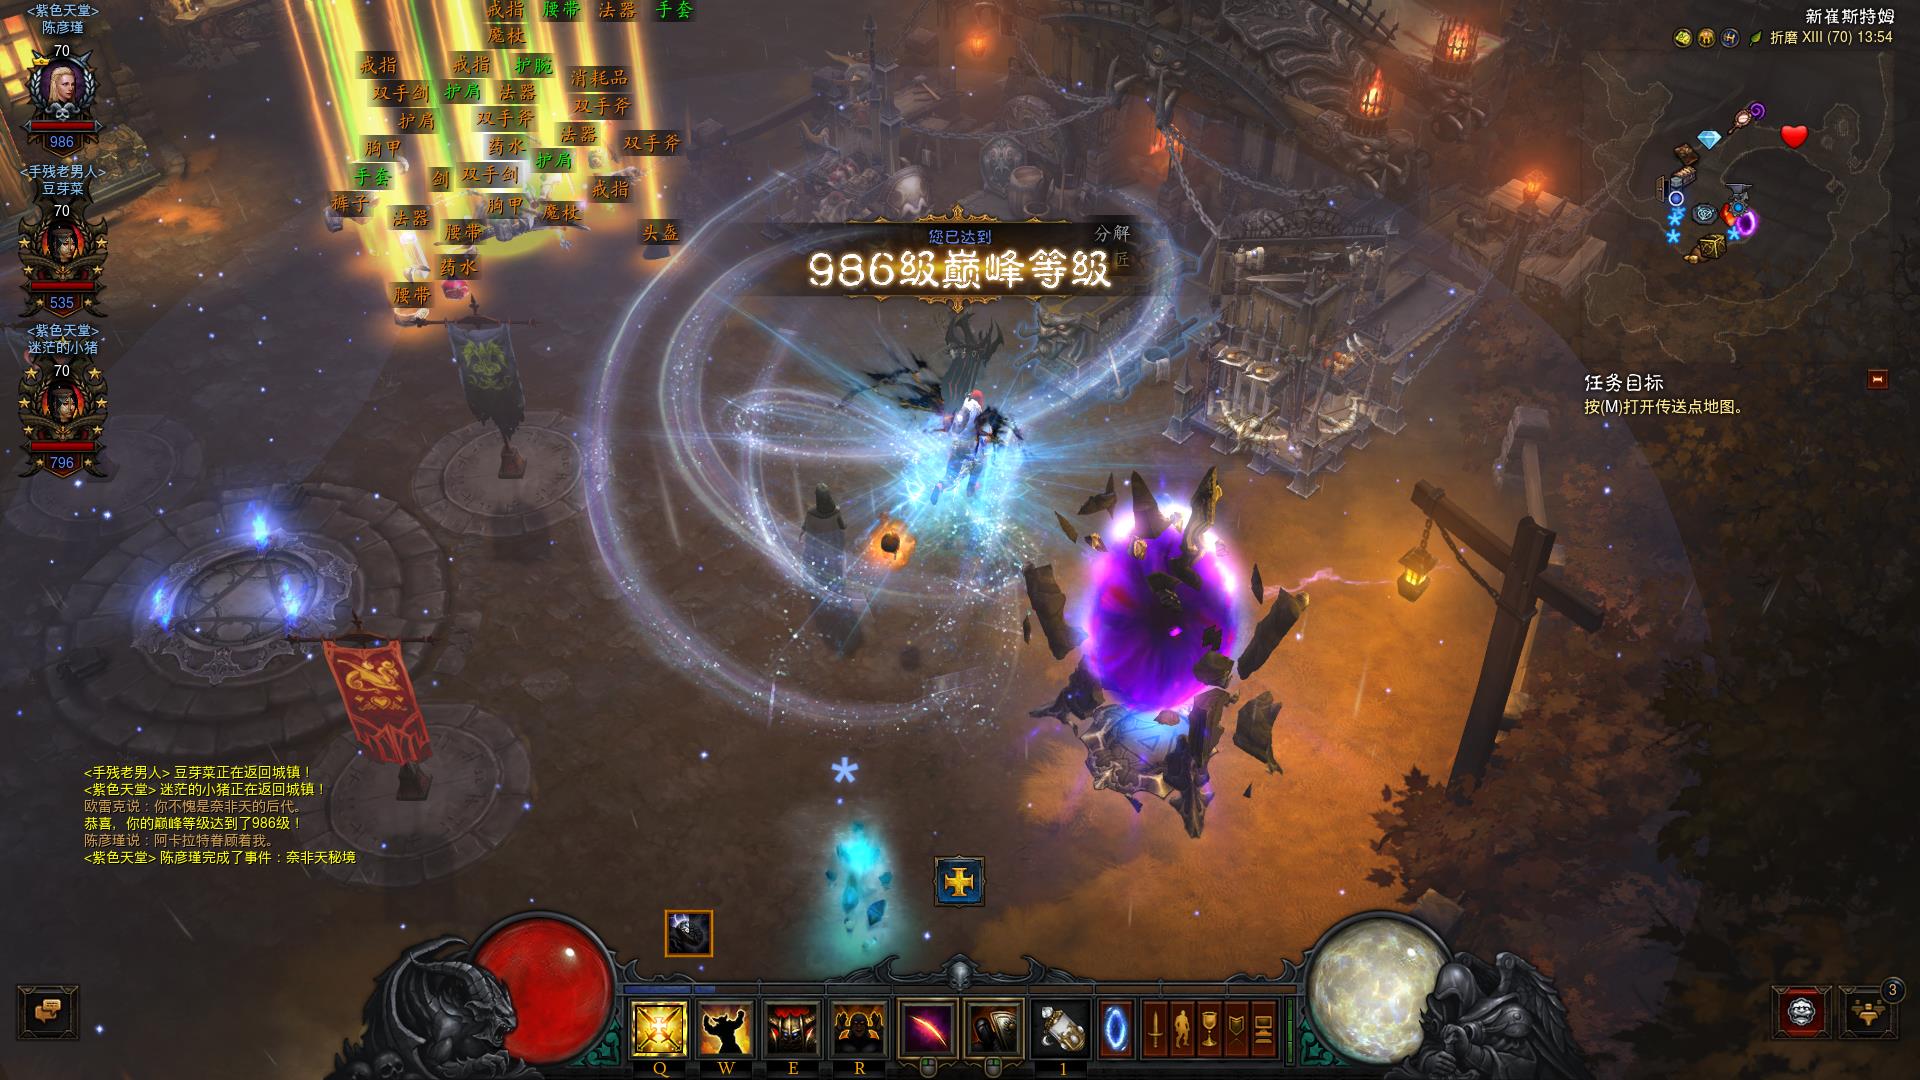 <紫色天堂>
陈彦瑾
70
986
<手残老男人>
豆芽菜
70
535
<紫色天堂>
迷茫的小猪
70
796
戒指 腰带 法器 手套
魔杖
戒指 戒指 护腕 消耗品
双手剑 护肩 法器 双手斧
护肩 双手斧 法器 双手斧
胸甲 药水 护肩
手套 剑 双手剑 戒指
裤子 法器 胸甲 魔杖
腰带 头盔
药水
腰带
您已达到
986级巅峰等级
分解
匠
新崔斯特姆
折磨 XIII (70) 13:54
任务目标
按(M)打开传送点地图。
<手残老男人> 豆芽菜正在返回城镇！
<紫色天堂> 迷茫的小猪正在返回城镇！
欧雷克说：你不愧是奈非天的后代。
恭喜，你的巅峰等级达到了986级！
陈彦瑾说：阿卡拉特眷顾着我。
<紫色天堂> 陈彦瑾完成了事件：奈非天秘境
Q W E R 1
3